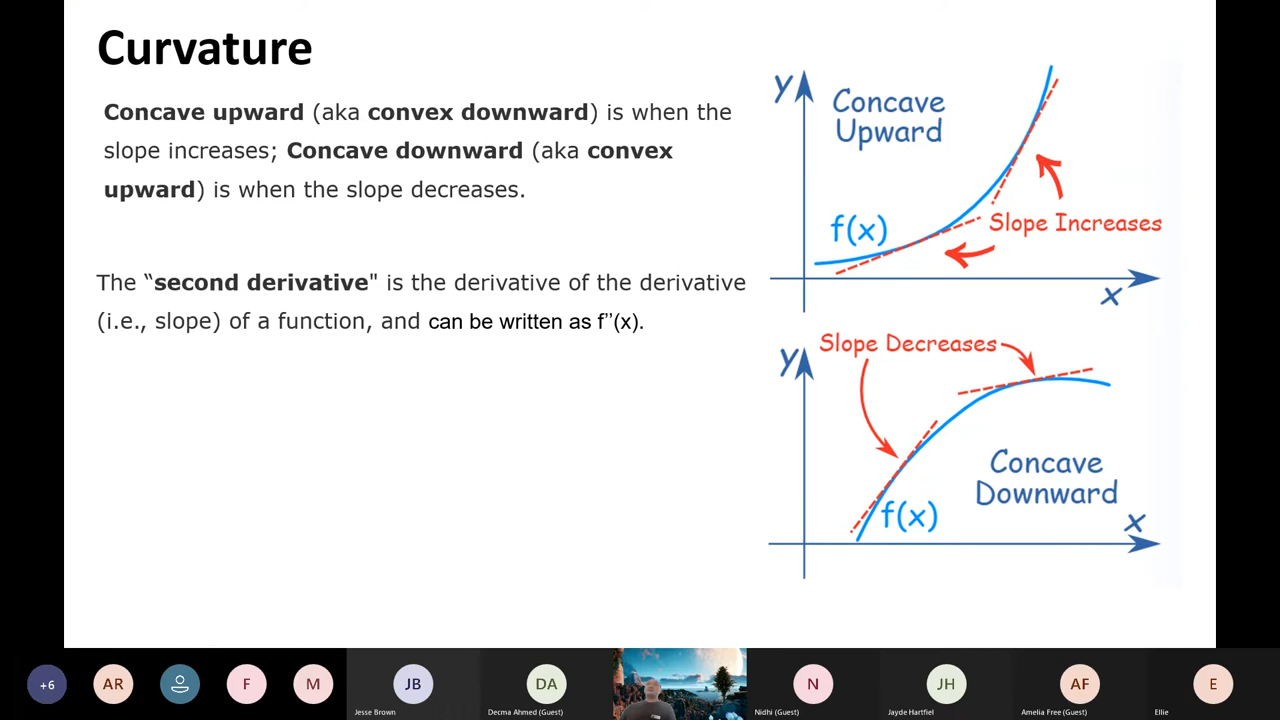 Curvature
Concave upward (aka convex downward) is when the
slope increases; Concave downward (aka convex
upward) is when the slope decreases.
The “second derivative" is the derivative of the derivative
(i.e., slope) of a function, and can be written as f’’(x).
y
Concave
Upward
f(x)
Slope Increases
x
Slope Decreases
y
Concave
Downward
f(x)
x
+6
AR
F
M
JB
DA
N
JH
AF
E
Jesse Brown
Decma Ahmed (Guest)
Nidhi (Guest)
Jayde Hartfiel
Amelia Free (Guest)
Ellie